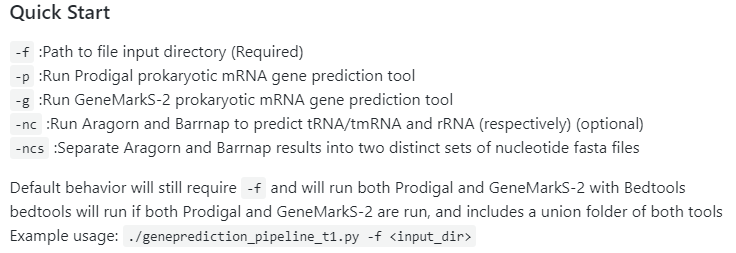 Quick Start
-f :Path to file input directory (Required)
-p :Run Prodigal prokaryotic mRNA gene prediction tool
-g :Run GeneMarkS-2 prokaryotic mRNA gene prediction tool
-nc :Run Aragorn and Barrnap to predict tRNA/tmRNA and rRNA (respectively) (optional)
-ncs :Separate Aragorn and Barrnap results into two distinct sets of nucleotide fasta files
Default behavior will still require -f and will run both Prodigal and GeneMarkS-2 with Bedtools
bedtools will run if both Prodigal and GeneMarkS-2 are run, and includes a union folder of both tools
Example usage: ./geneprediction_pipeline_t1.py -f <input_dir>